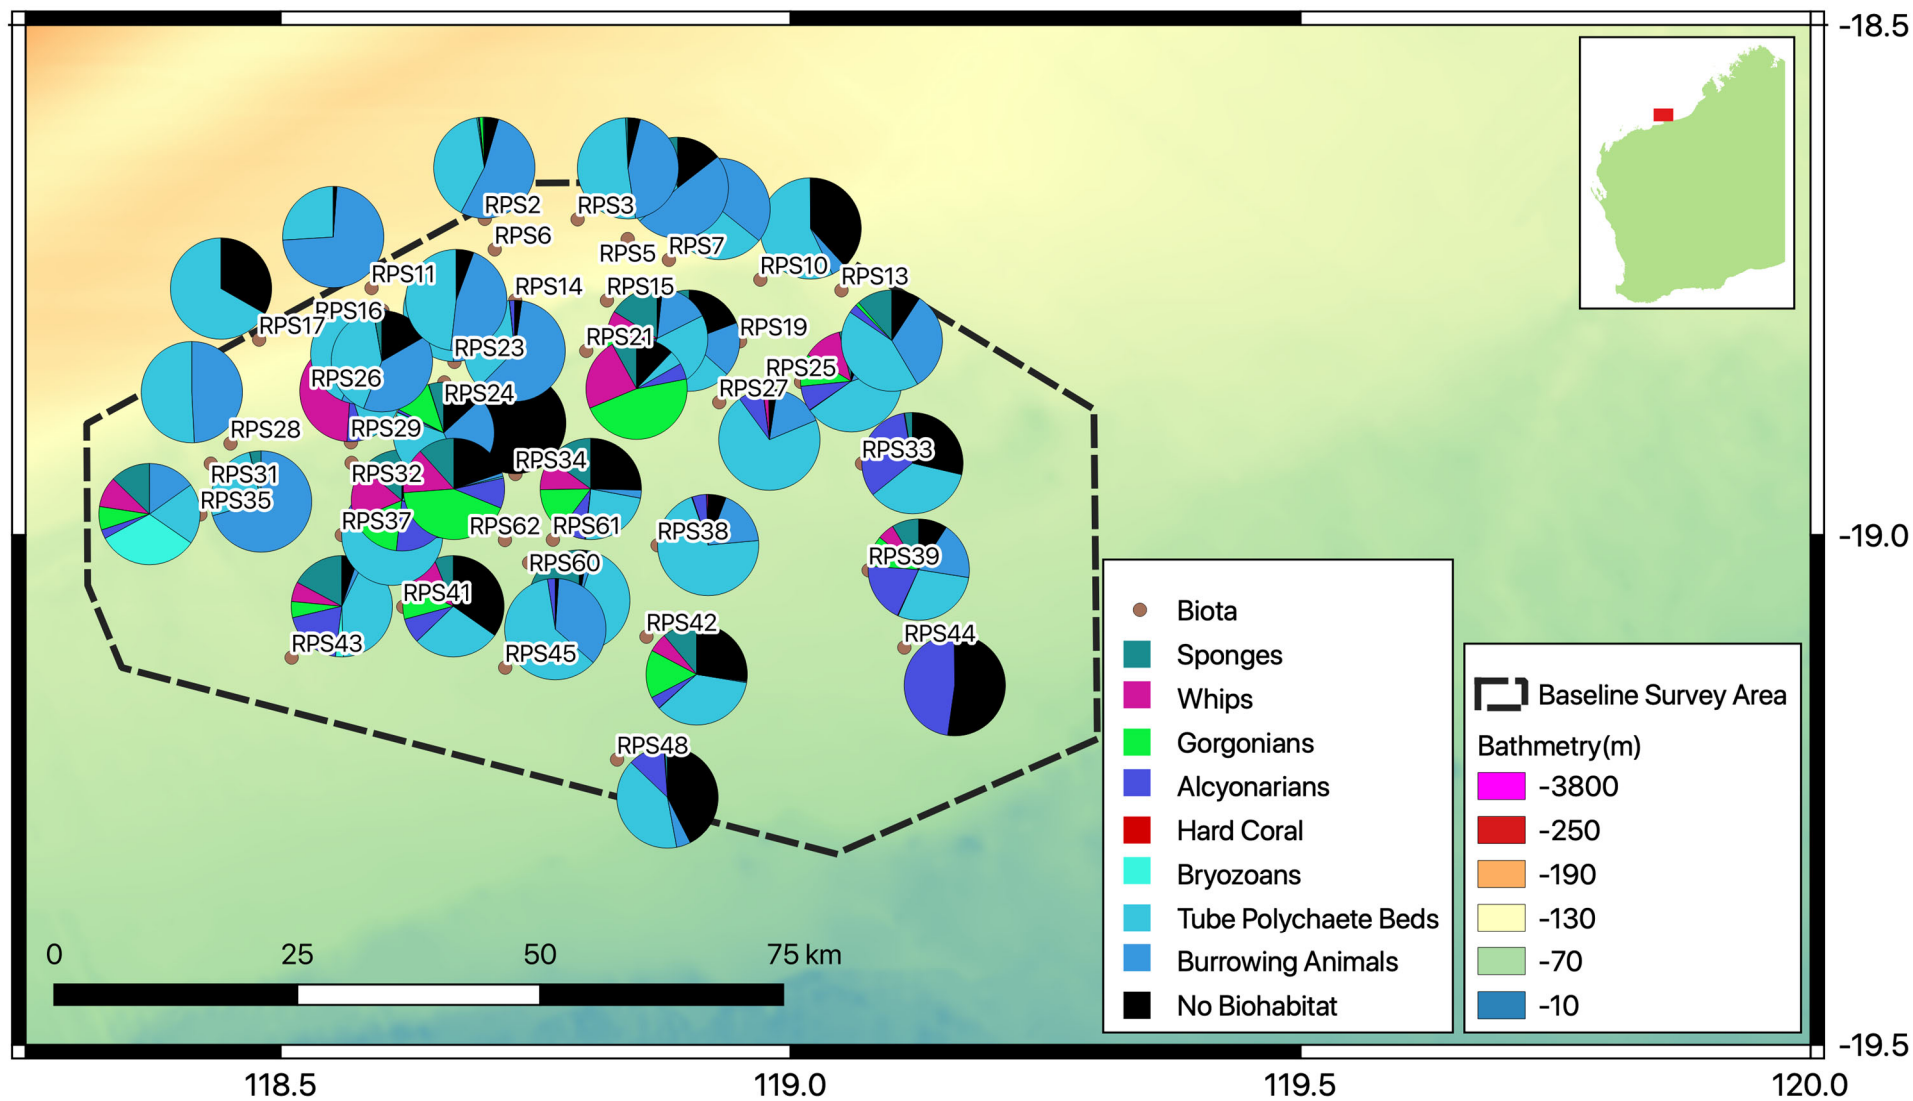 -18.5
RPS2
RPS3
RPS6
RPS5
RPS7
RPS10
RPS11
RPS13
RPS14
RPS15
RPS16
RPS17
RPS19
RPS21
RPS23
RPS25
RPS26
RPS27
RPS24
RPS28
RPS29
RPS33
RPS34
RPS31
RPS32
RPS35
RPS37
RPS62
RPS61
RPS38
-19.0
RPS39
RPS60
RPS41
RPS42
RPS43
RPS45
RPS44
RPS48
Biota
Sponges
Whips
Gorgonians
Alcyonarians
Hard Coral
Bryozoans
Tube Polychaete Beds
Burrowing Animals
No Biohabitat
Baseline Survey Area
Bathmetry(m)
-3800
-250
-190
-130
-70
-10
0 25 50 75 km
-19.5
118.5 119.0 119.5 120.0